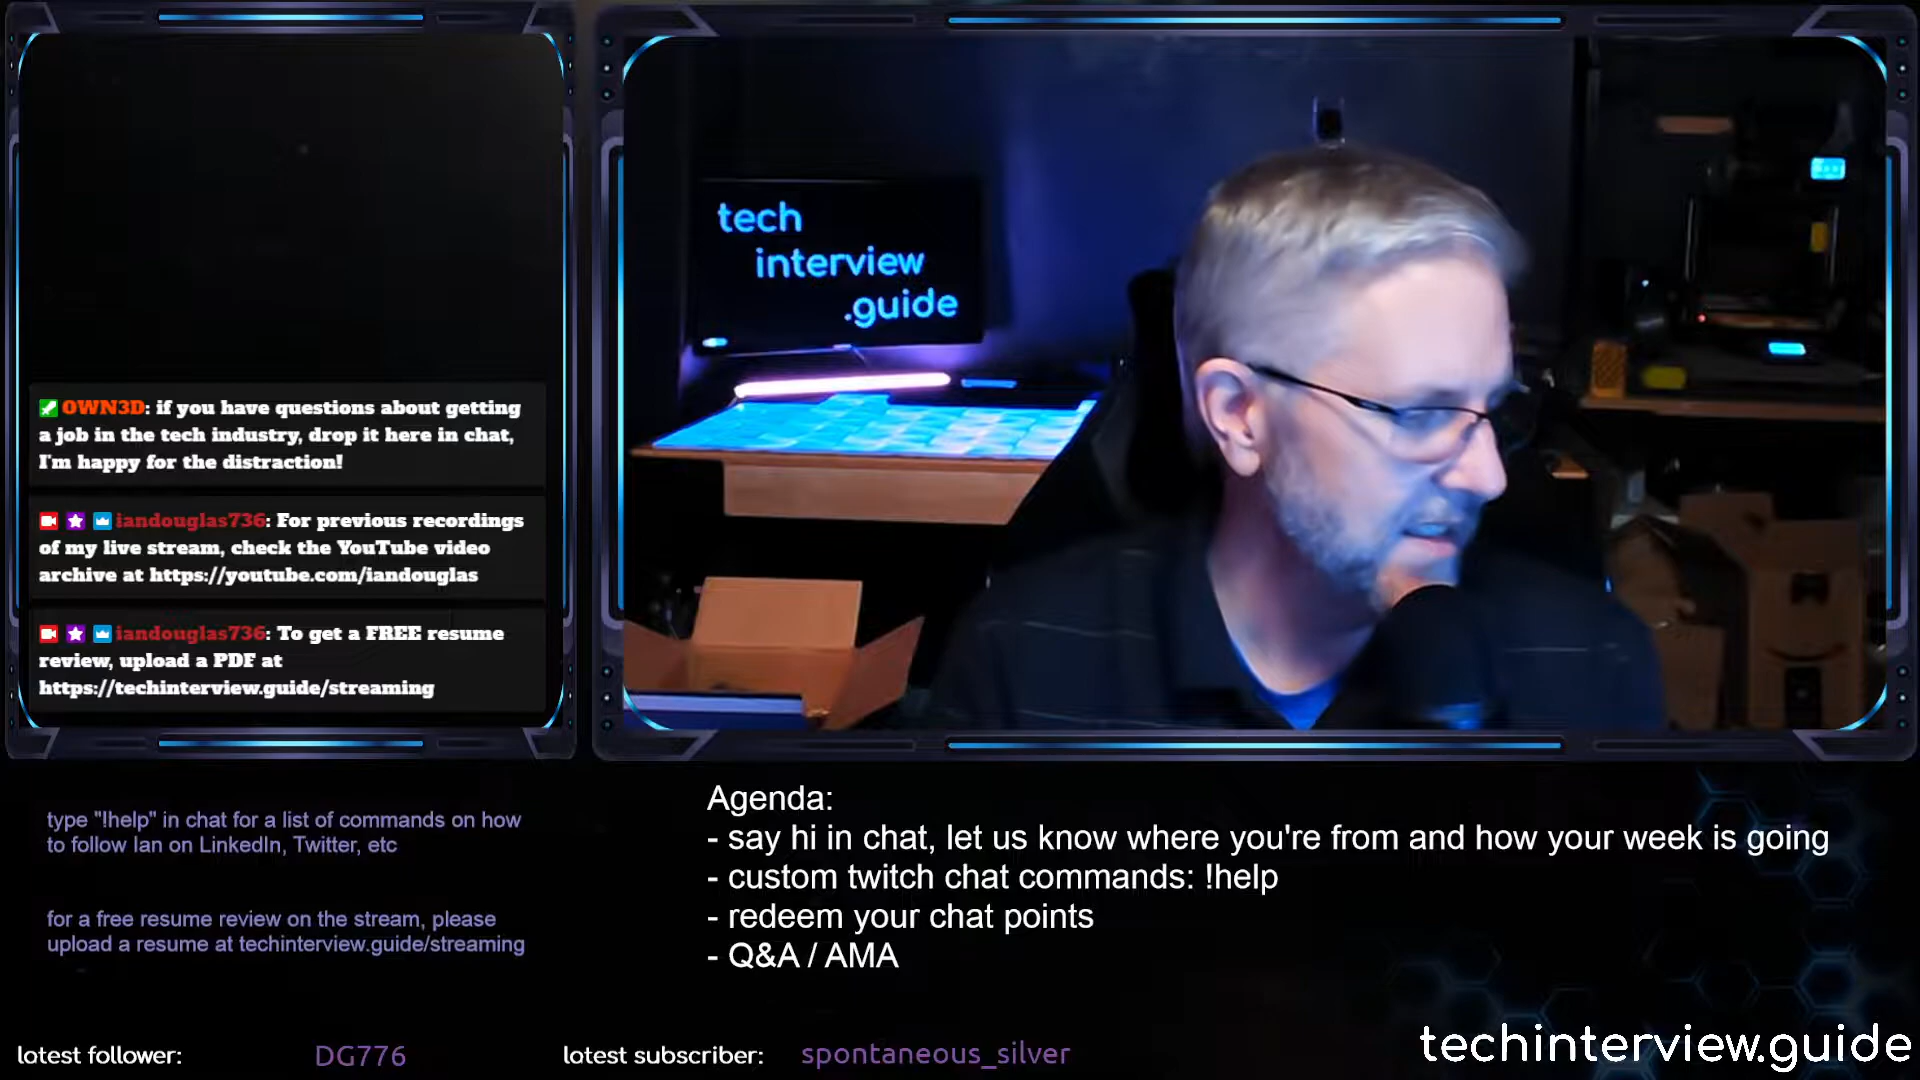 tech
interview
.guide
OWN3D: if you have questions about getting
a job in the tech industry, drop it here in chat,
I'm happy for the distraction!
iandouglas736: For previous recordings
of my live stream, check the YouTube video
archive at https://youtube.com/iandouglas
iandouglas736: To get a FREE resume
review, upload a PDF at
https://techinterview.guide/streaming
type "!help" in chat for a list of commands on how
to follow Ian on LinkedIn, Twitter, etc
for a free resume review on the stream, please
upload a resume at techinterview.guide/streaming
Agenda:
- say hi in chat, let us know where you're from and how your week is going
- custom twitch chat commands: !help
- redeem your chat points
- Q&A / AMA
latest follower: DG776
latest subscriber: spontaneous_silver
techinterview.guide